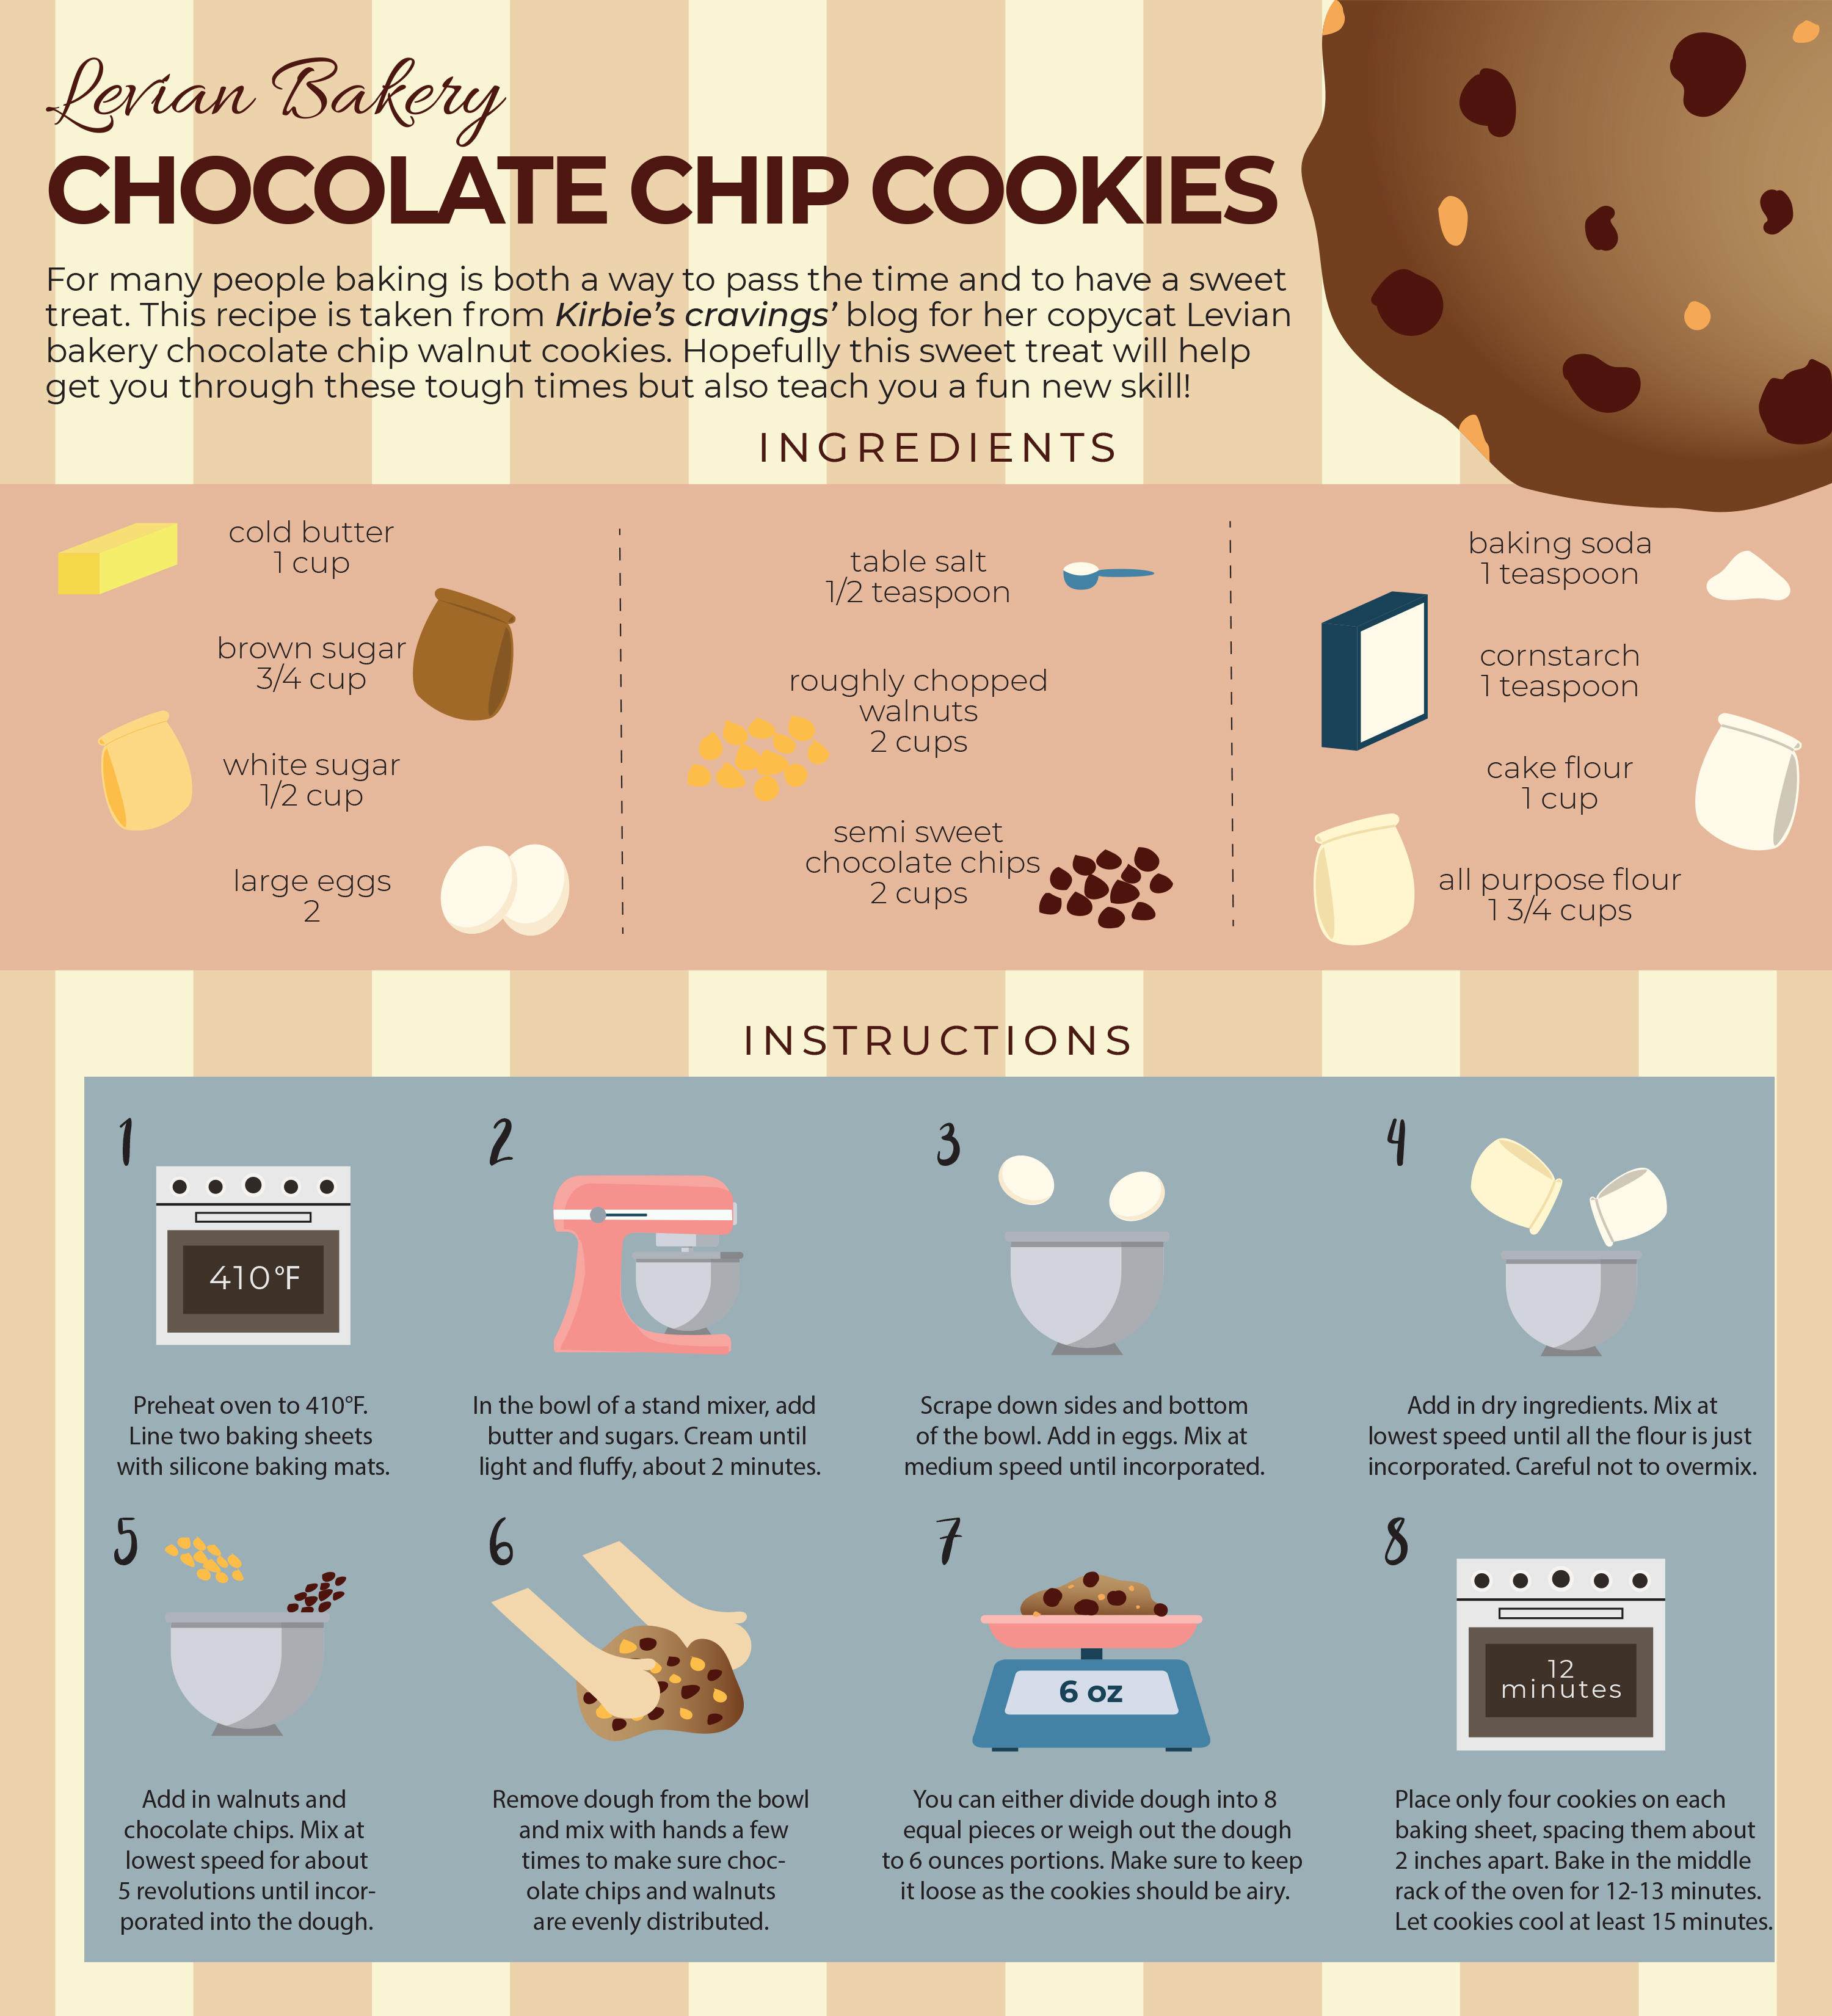 Levian Bakery
CHOCOLATE CHIP COOKIES
For many people baking is both a way to pass the time and to have a sweet
treat. This recipe is taken from Kirbie's cravings' blog for her copycat Levian
bakery chocolate chip walnut cookies. Hopefully this sweet treat will help
get you through these tough times but also teach you a fun new skill!
INGREDIENTS
cold butter
1 cup
brown sugar
3/4 cup
white sugar
1/2 cup
large eggs
2
table salt
1/2 teaspoon
roughly chopped
walnuts
2 cups
semi sweet
chocolate chips
2 cups
baking soda
1 teaspoon
cornstarch
1 teaspoon
cake flour
1 cup
all purpose flour
1 3/4 cups
INSTRUCTIONS
1
410°F
Preheat oven to 410°F.
Line two baking sheets
with silicone baking mats.
2
In the bowl of a stand mixer, add
butter and sugars. Cream until
light and fluffy, about 2 minutes.
3
Scrape down sides and bottom
of the bowl. Add in eggs. Mix at
medium speed until incorporated.
4
Add in dry ingredients. Mix at
lowest speed until all the flour is just
incorporated. Careful not to overmix.
5
Add in walnuts and
chocolate chips. Mix at
lowest speed for about
5 revolutions until incor-
porated into the dough.
6
Remove dough from the bowl
and mix with hands a few
times to make sure choc-
olate chips and walnuts
are evenly distributed.
7
6 oz
You can either divide dough into 8
equal pieces or weigh out the dough
to 6 ounces portions. Make sure to keep
it loose as the cookies should be airy.
8
12
minutes
Place only four cookies on each
baking sheet, spacing them about
2 inches apart. Bake in the middle
rack of the oven for 12-13 minutes.
Let cookies cool at least 15 minutes.